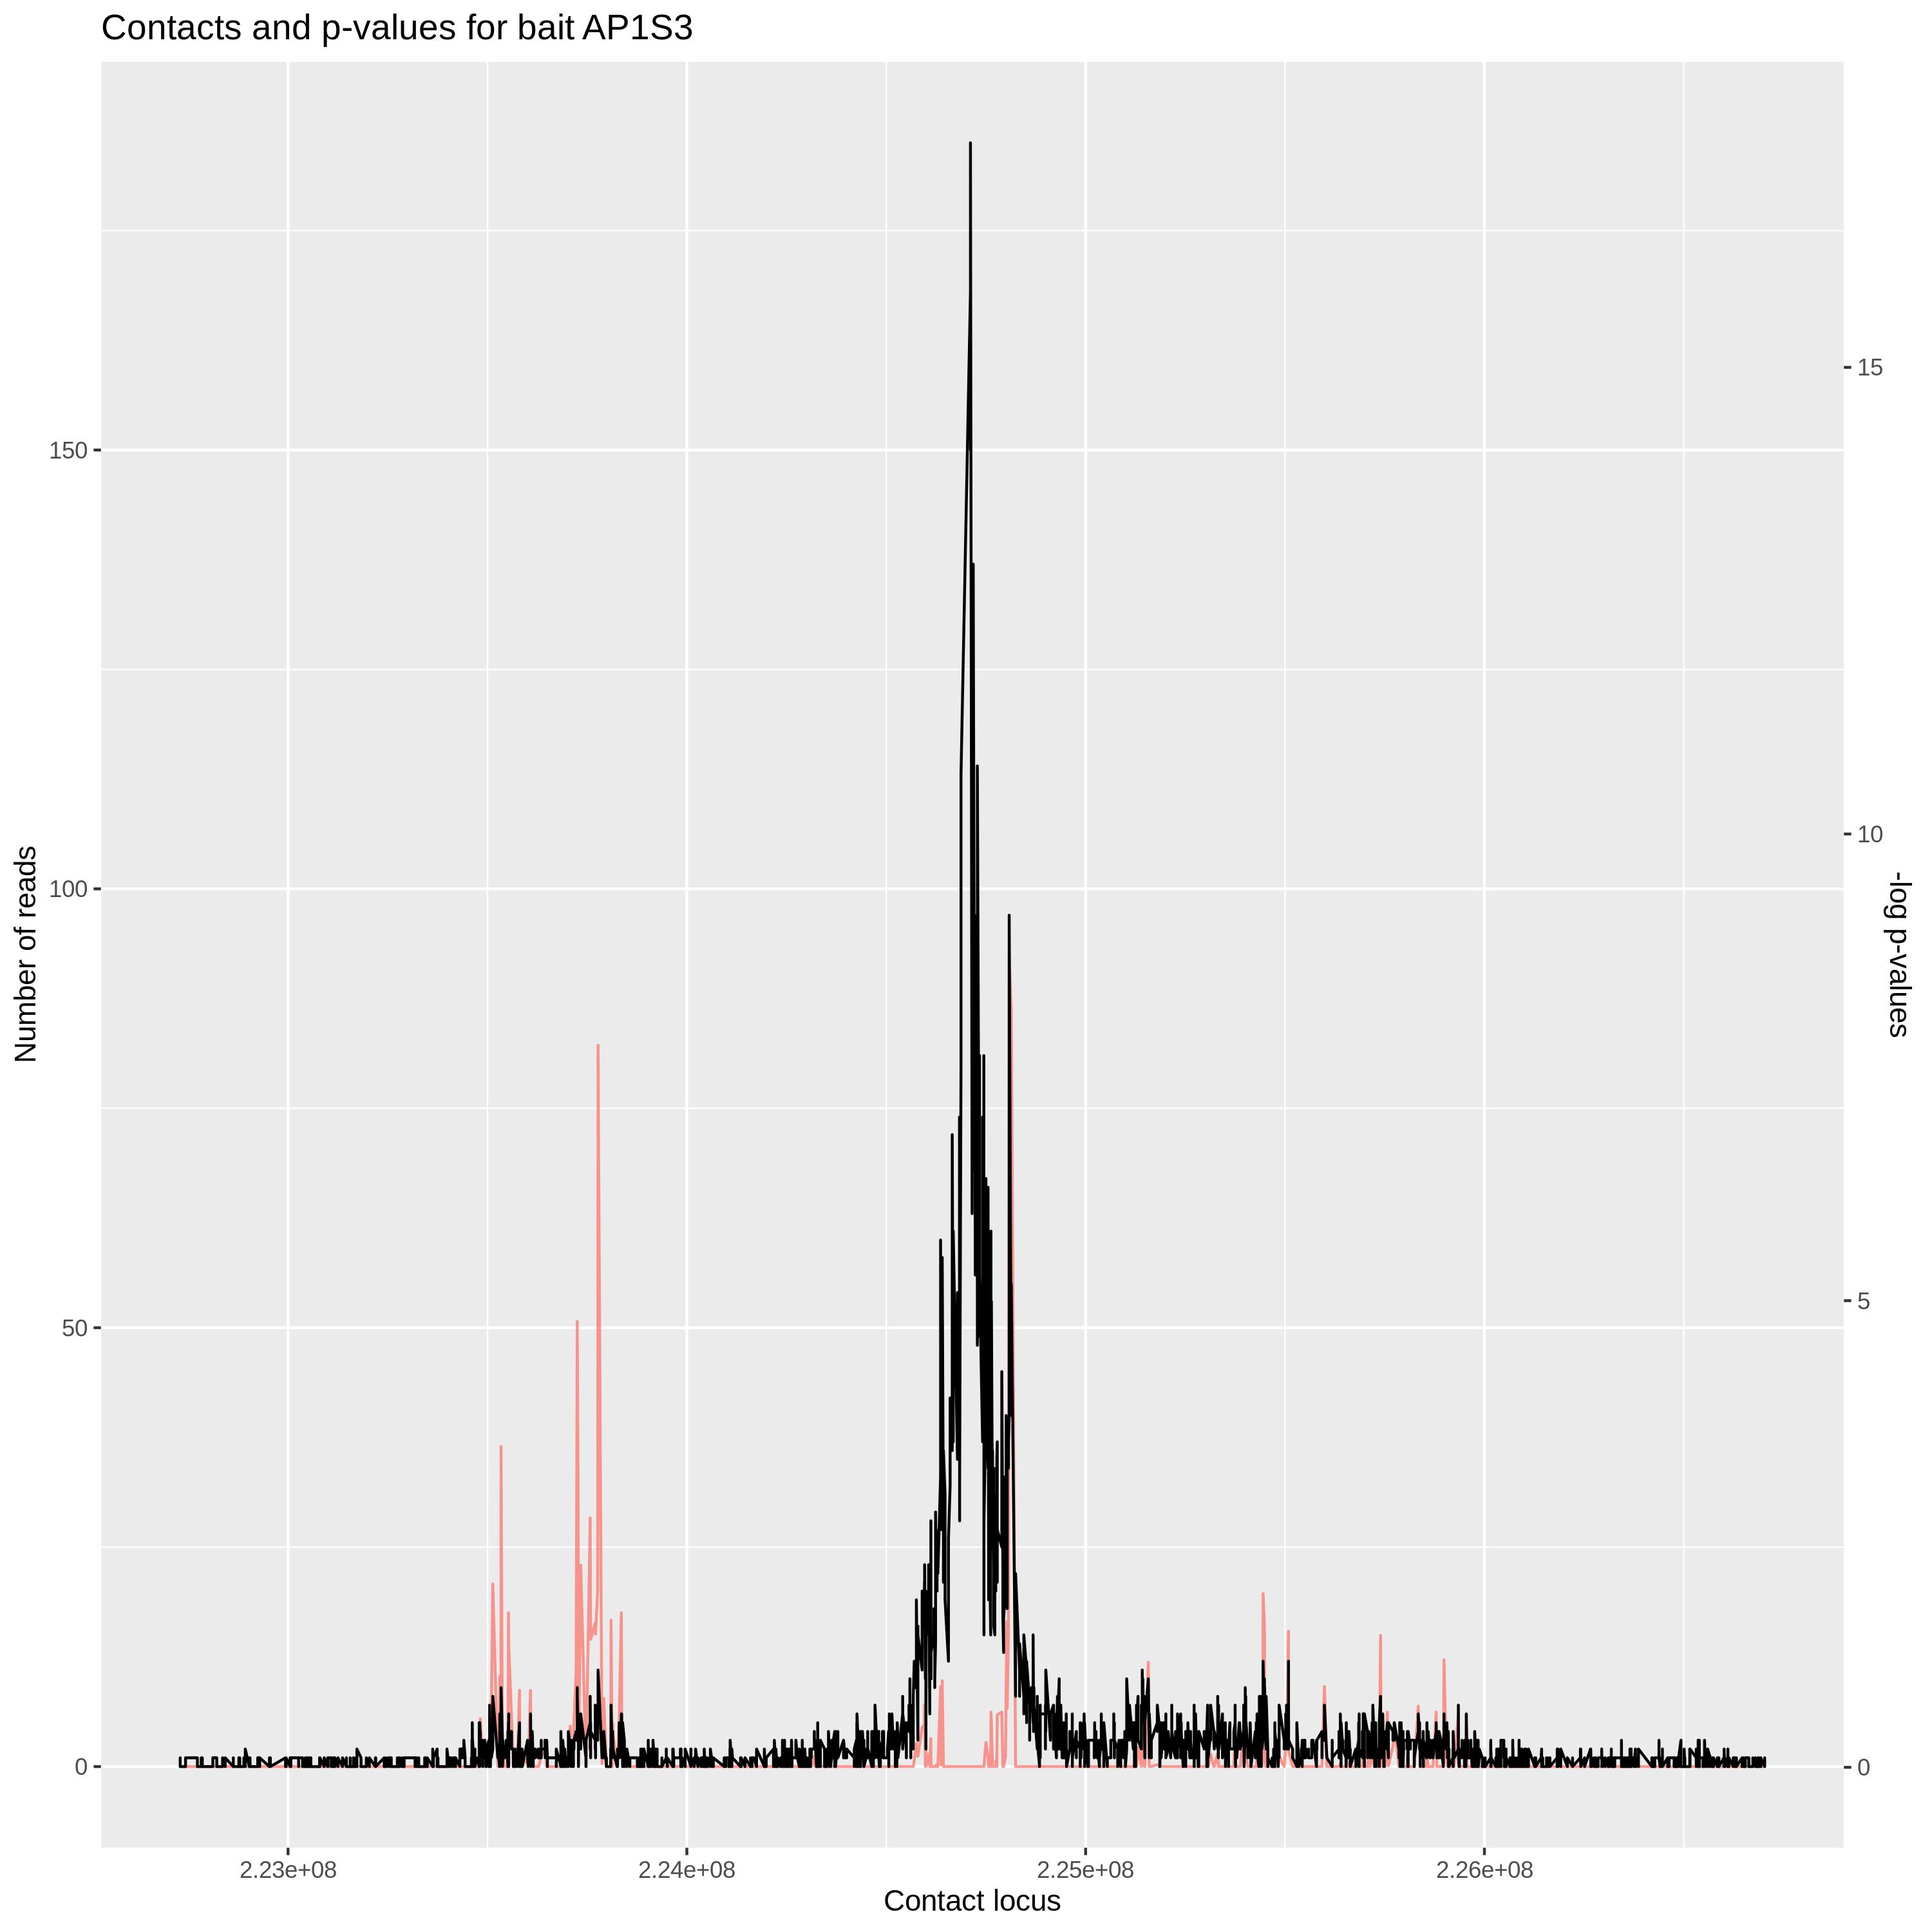 Contacts and p-values for bait AP1S3
Number of reads
150
100
50
0
15
10
5
0
-log p-values
2.23e+08 2.24e+08 2.25e+08 2.26e+08
Contact locus